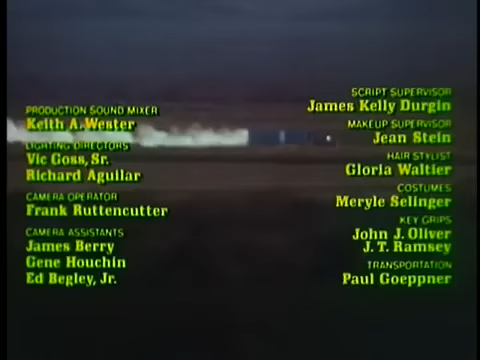 PRODUCTION SOUND MIXER
Keith A. Wester
LIGHTING DIRECTORS
Vic Goss, Sr.
Richard Aguilar
CAMERA OPERATOR
Frank Ruttencutter
CAMERA ASSISTANTS
James Berry
Gene Houchin
Ed Begley, Jr.
SCRIPT SUPERVISOR
James Kelly Durgin
MAKEUP SUPERVISOR
Jean Stein
HAIR STYLIST
Gloria Waltier
COSTUMES
Meryle Selinger
KEY GRIPS
John J. Oliver
J. T. Ramsey
TRANSPORTATION
Paul Goeppner